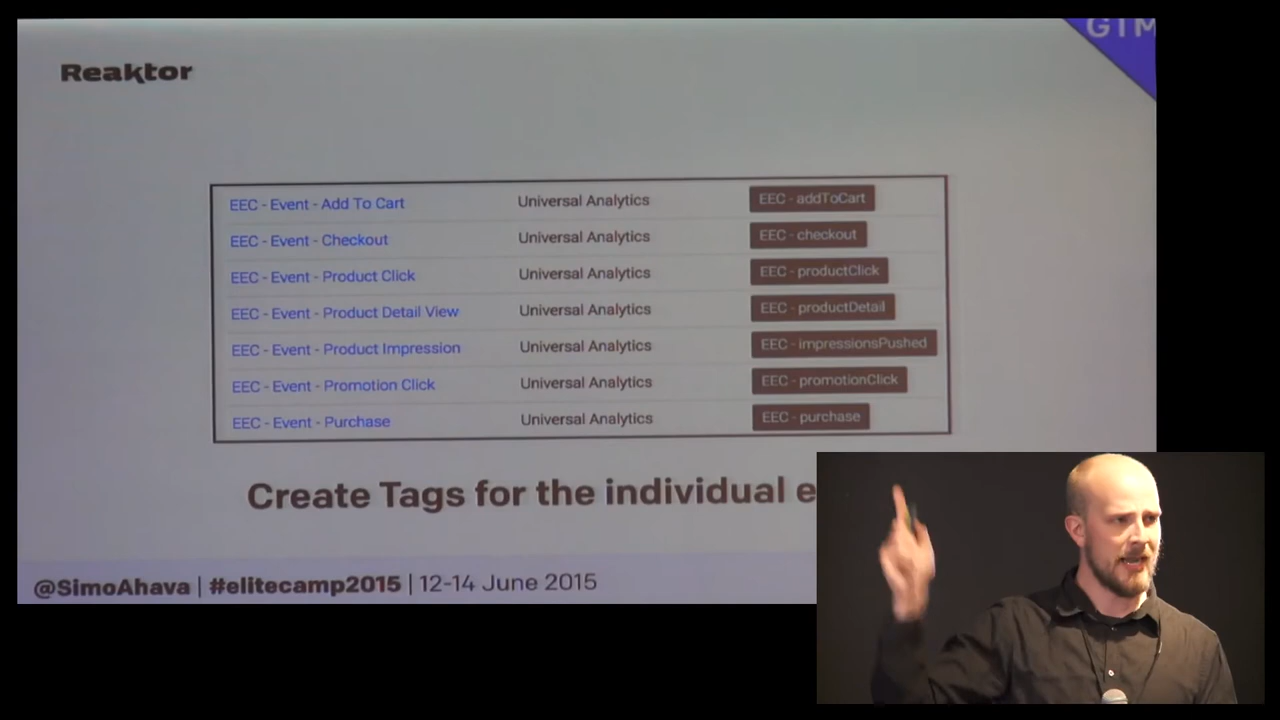 GTM
Reaktor
EEC - Event - Add To Cart Universal Analytics EEC - addToCart
EEC - Event - Checkout Universal Analytics EEC - checkout
EEC - Event - Product Click Universal Analytics EEC - productClick
EEC - Event - Product Detail View Universal Analytics EEC - productDetail
EEC - Event - Product Impression Universal Analytics EEC - impressionsPushed
EEC - Event - Promotion Click Universal Analytics EEC - promotionClick
EEC - Event - Purchase Universal Analytics EEC - purchase
Create Tags for the individual
@SimoAhava | #elitecamp2015 | 12-14 June 2015